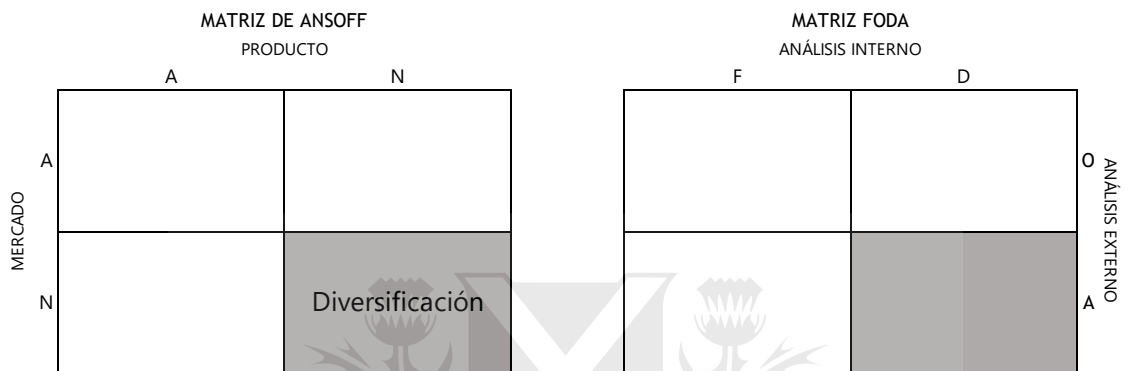 MATRIZ DE ANSOFF
PRODUCTO
A N
MERCADO
A
N
Diversificación
MATRIZ FODA
ANÁLISIS INTERNO
F D
O
A
ANÁLISIS EXTERNO